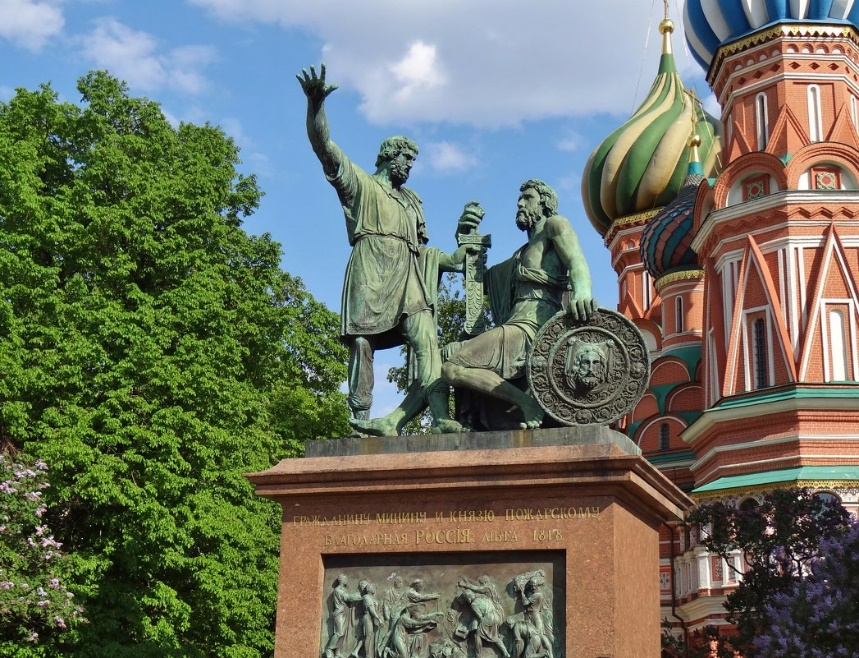 ГРАЖДАНИНУ МИНИНУ И КНЯЗЮ ПОЖАРСКОМУ
БЛАГОДАРНАЯ РОССІЯ. ЛѢТА 1818.